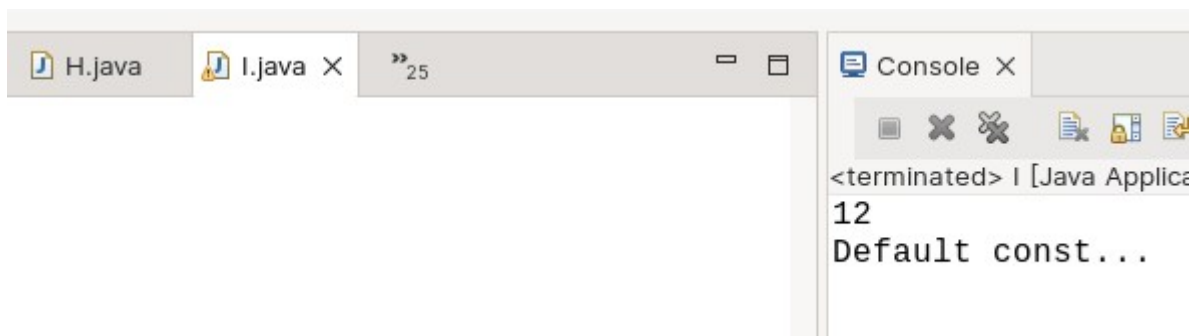 H.java I.java »25
Console
<terminated> I [Java Applica
12
Default const...